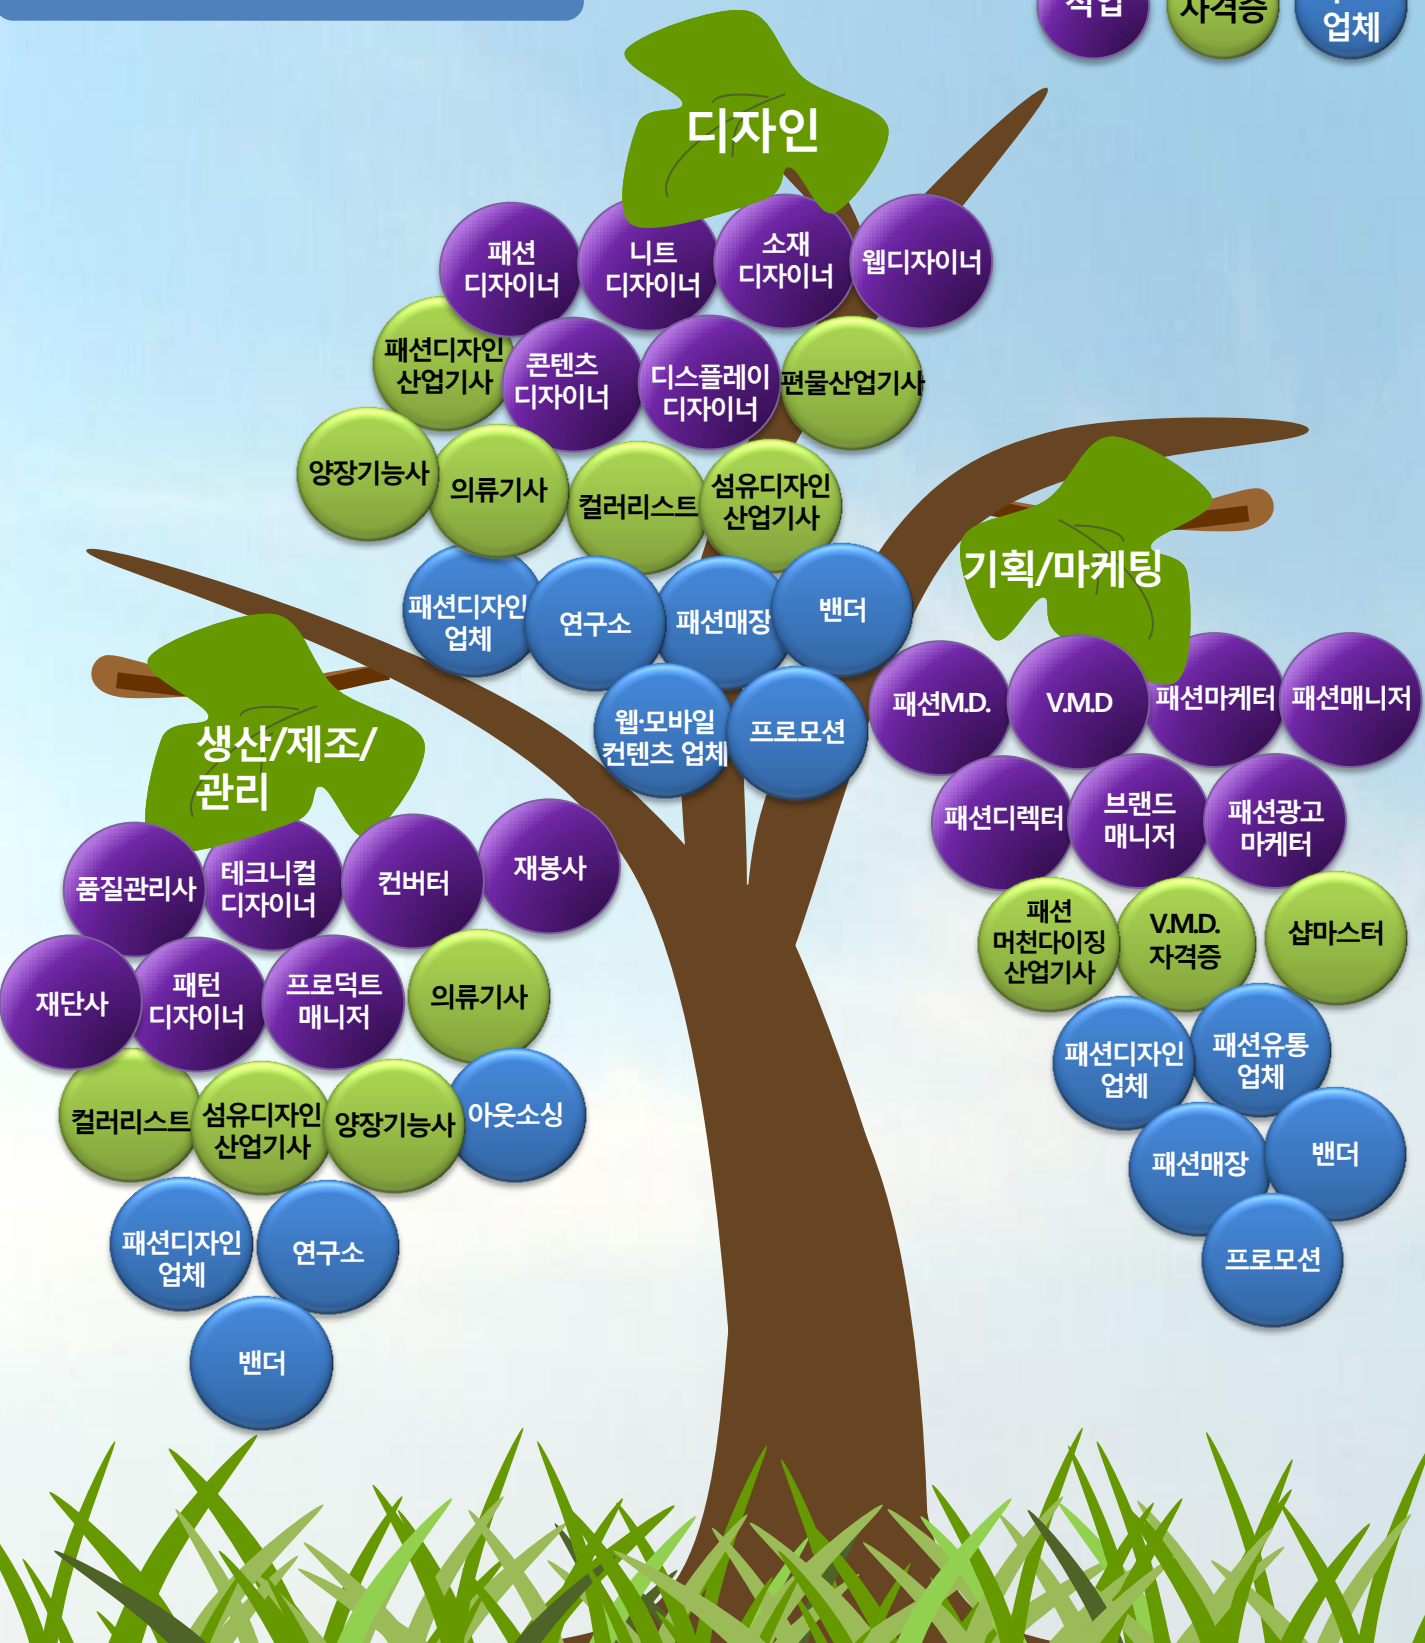 직업
자격증
업체
디자인
패션
디자이너
니트
디자이너
소재
디자이너
웹디자이너
패션디자인
산업기사
콘텐츠
디자이너
디스플레이
디자이너
편물산업기사
양장기능사
의류기사
컬러리스트
섬유디자인
산업기사
패션디자인
업체
연구소
패션매장
밴더
웹·모바일
컨텐츠 업체
프로모션
기획/마케팅
패션M.D.
V.M.D
패션마케터
패션매니저
패션디렉터
브랜드
매니저
패션광고
마케터
패션
머천다이징
산업기사
V.M.D.
자격증
샵마스터
패션디자인
업체
패션유통
업체
패션매장
밴더
프로모션
생산/제조/
관리
품질관리사
테크니컬
디자이너
컨버터
재봉사
재단사
패턴
디자이너
프로덕트
매니저
의류기사
컬러리스트
섬유디자인
산업기사
양장기능사
아웃소싱
패션디자인
업체
연구소
밴더